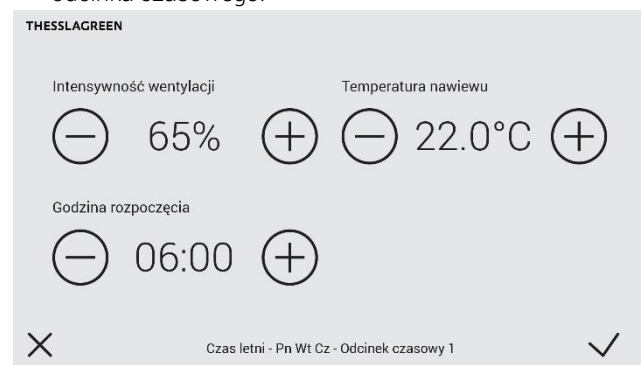 odcinka czasowego.
THESSLAGREEN
Intensywność wentylacji
Temperatura nawiewu
65%
22.0°C
Godzina rozpoczęcia
06:00
Czas letni - Pn Wt Cz - Odcinek czasowy 1